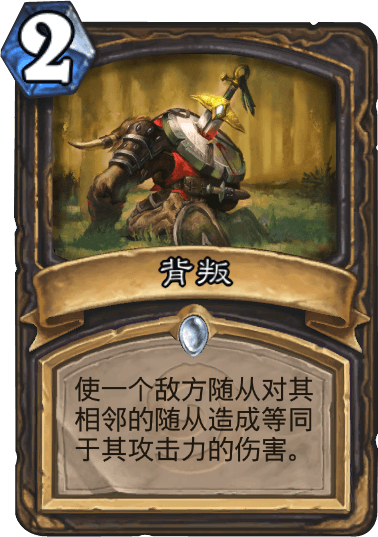 2
背叛
使一个敌方随从对其
相邻的随从造成等同
于其攻击力的伤害。